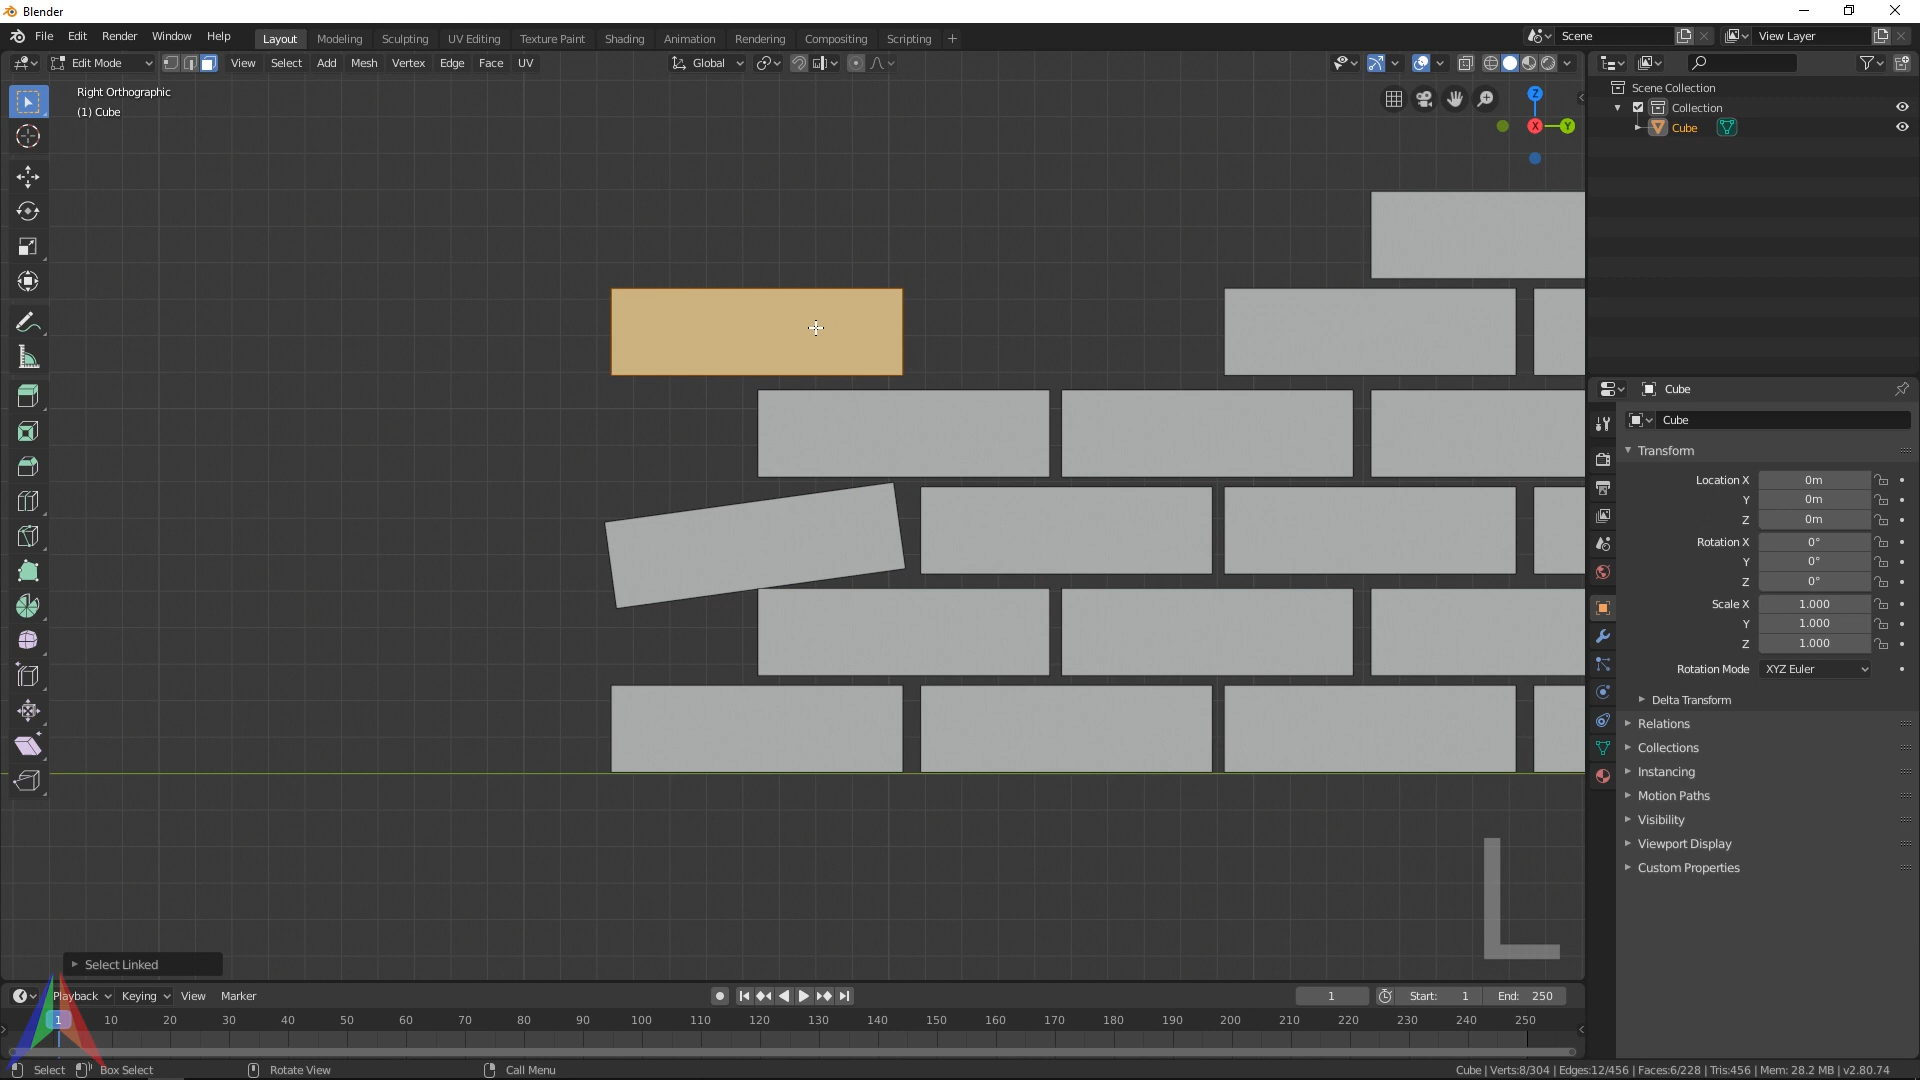 Blender
File Edit Render Window Help
Layout Modeling Sculpting UV Editing Texture Paint Shading Animation Rendering Compositing Scripting +
Scene
View Layer
Edit Mode View Select Add Mesh Vertex Edge Face UV
Global
Right Orthographic
(1) Cube
Z
X
Y
Scene Collection
Collection
Cube
Cube
Cube
Transform
Location X 0m
Y 0m
Z 0m
Rotation X 0°
Y 0°
Z 0°
Scale X 1.000
Y 1.000
Z 1.000
Rotation Mode XYZ Euler
Delta Transform
Relations
Collections
Instancing
Motion Paths
Visibility
Viewport Display
Custom Properties
L
Select Linked
Playback Keying View Marker
1
Start: 1
End: 250
1 10 20 30 40 50 60 70 80 90 100 110 120 130 140 150 160 170 180 190 200 210 220 230 240 250
Select Box Select Rotate View Call Menu
Cube | Verts:8/304 | Edges:12/456 | Faces:6/228 | Tris:456 | Mem: 28.2 MB | v2.80.74